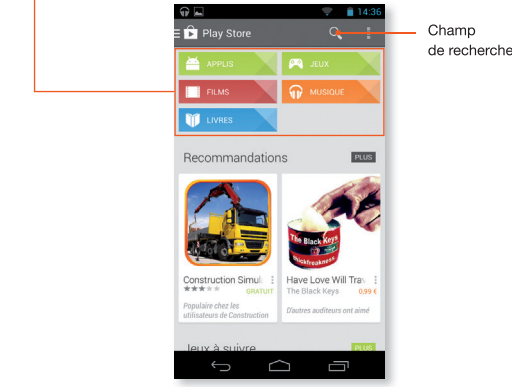 14:36
Play Store
Champ
de recherche
APPLIS
JEUX
FILMS
MUSIQUE
LIVRES
Recommandations
PLUS
The Black Keys
thickfreakness
Construction Simul
GRATUIT
Populaire chez les
utilisateurs de Construction
Have Love Will Tra
The Black Keys
0,99 €
D'autres auditeurs ont aimé
Jeux à suivre
PLUS